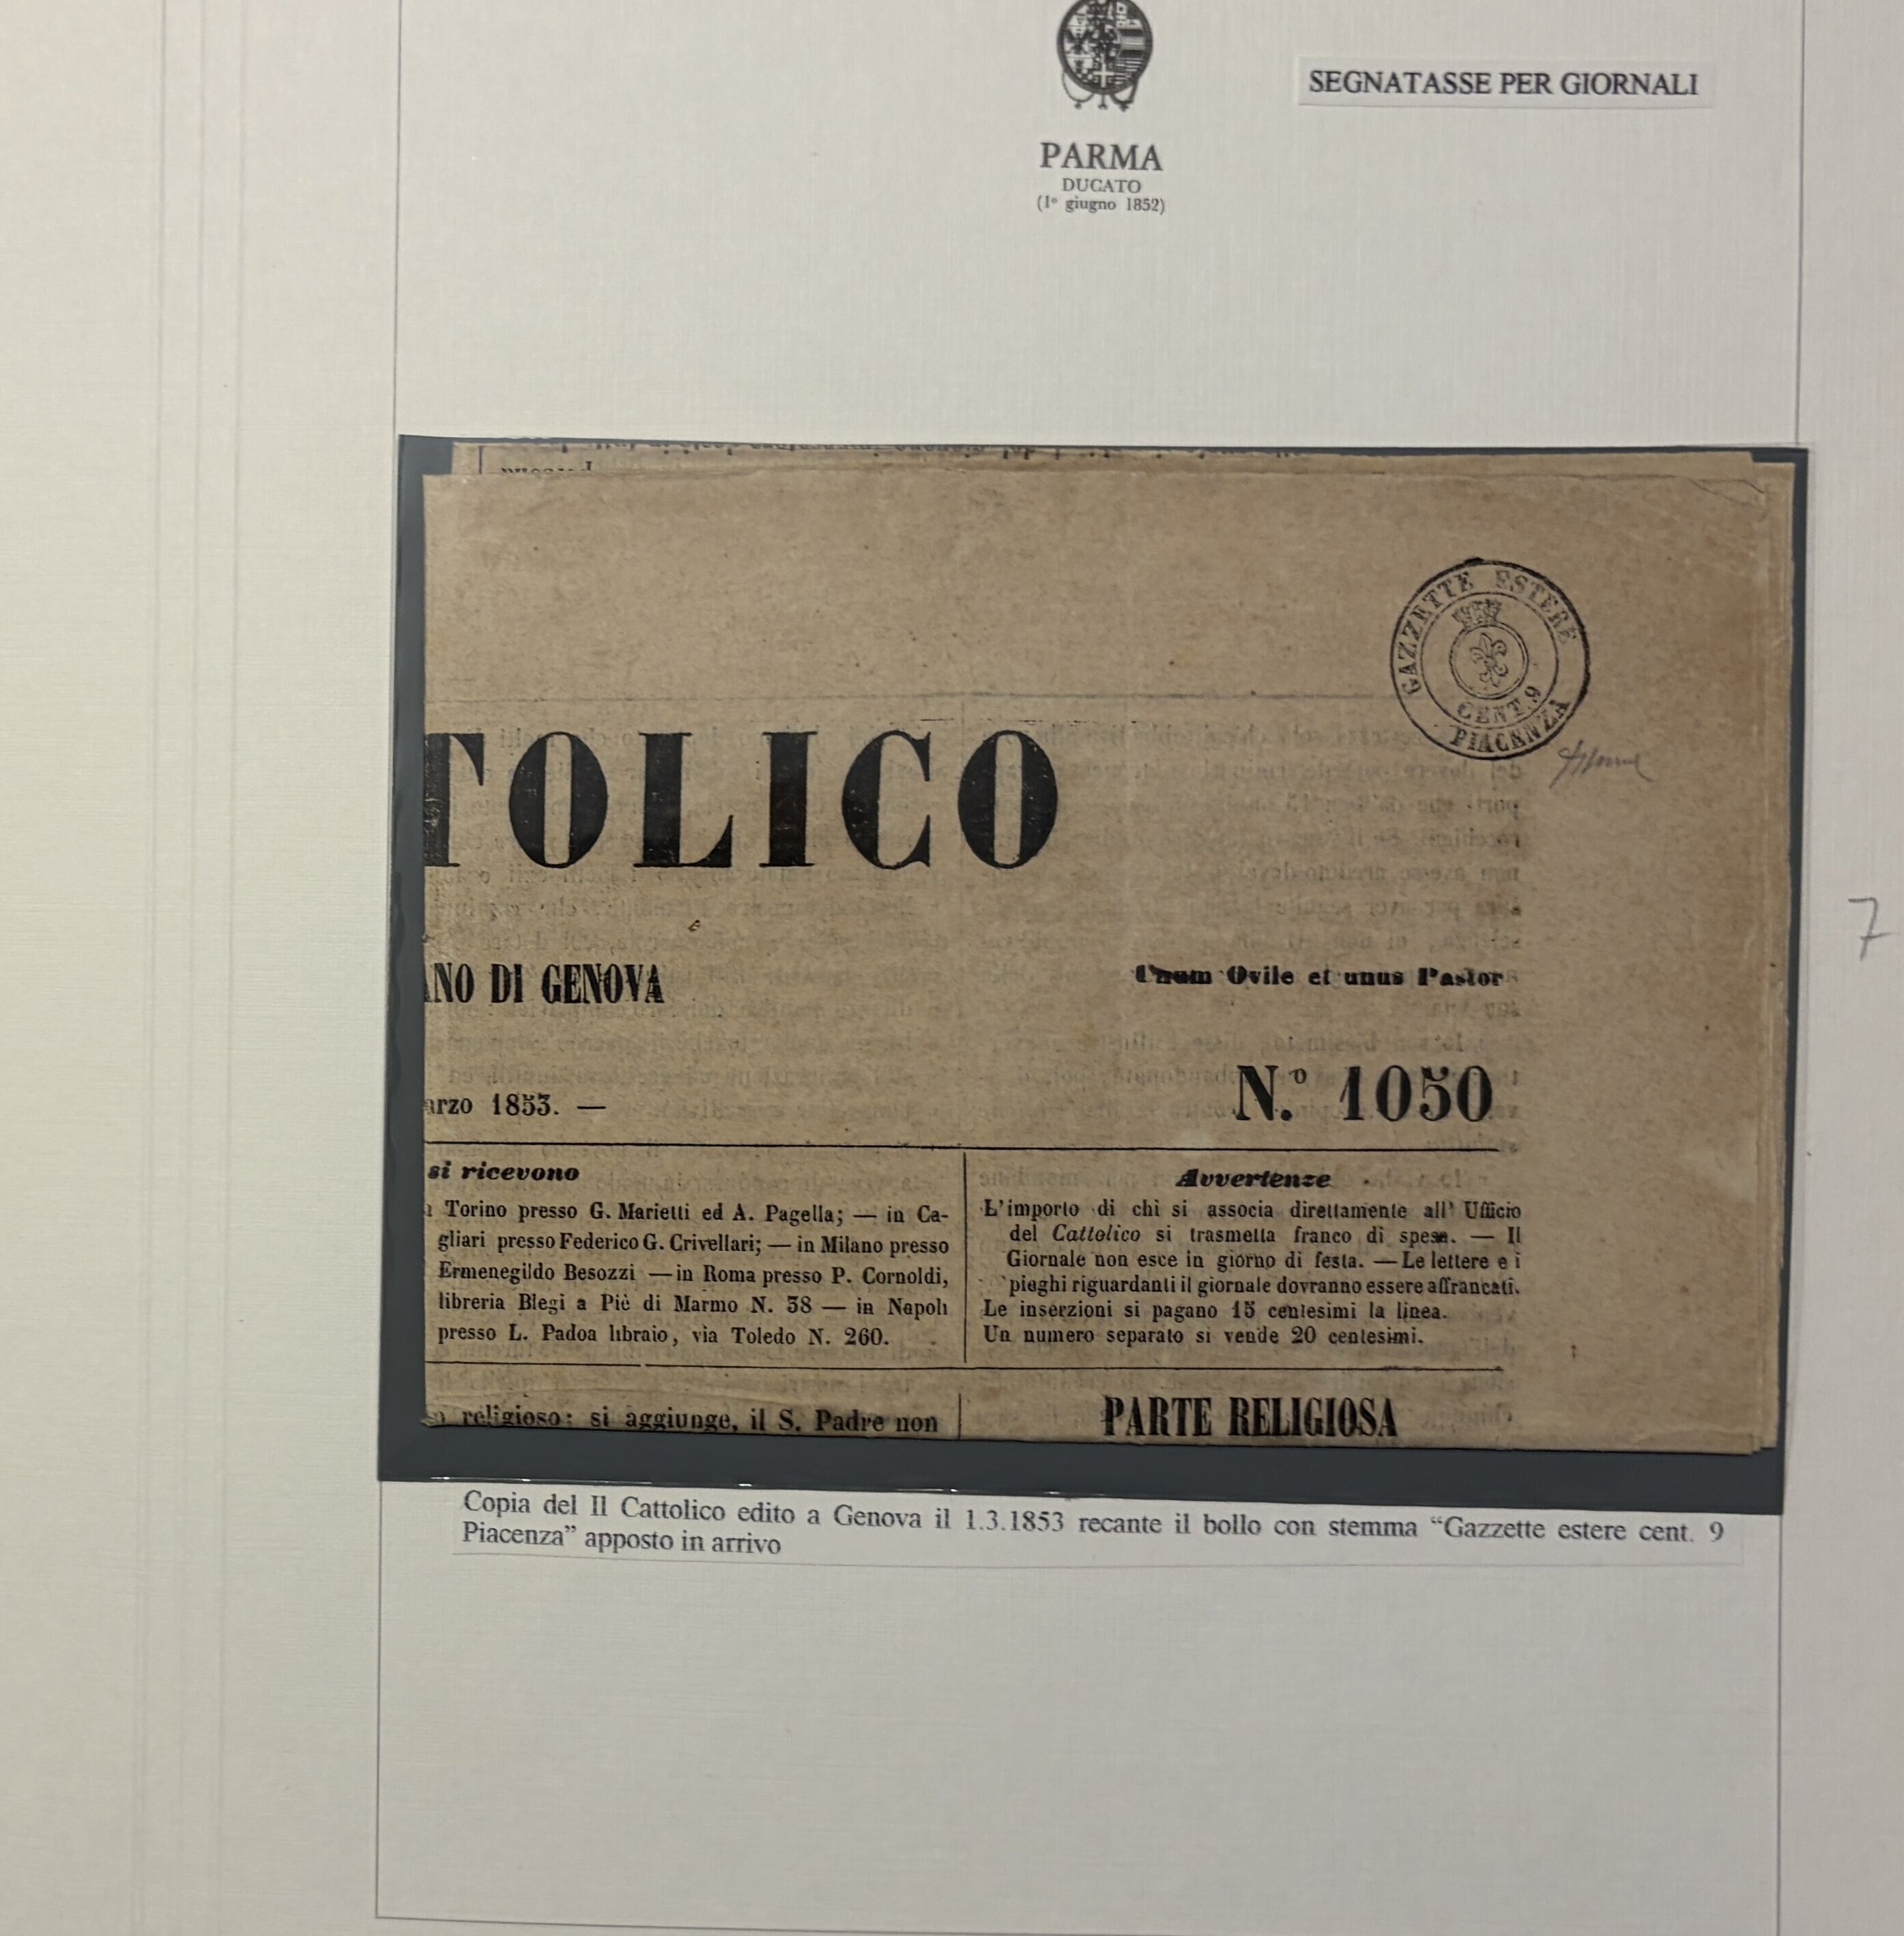 SEGNATASSE PER GIORNALI
PARMA
DUCATO
(1º giugno 1852)
GAZZETTE ESTERE
CENT. 9
PIACENZA
TOLICO
ANO DI GENOVA
Unum Ovile et unus Pastor
arzo 1853. —
N.º 1050
si ricevono
Torino presso G. Marietti ed A. Pagella; — in Ca-
gliari presso Federico G. Crivellari; — in Milano presso
Ermenegildo Besozzi — in Roma presso P. Cornoldi,
libreria Blegi a Piè di Marmo N. 38 — in Napoli
presso L. Padoa libraio, via Toledo N. 260.
Avvertenze
L'importo di chi si associa direttamente all' Ufficio
del Cattolico si trasmetta franco di spese. — Il
Giornale non esce in giorno di festa. — Le lettere e i
pieghi riguardanti il giornale dovranno essere affrancati.
Le inserzioni si pagano 15 centesimi la linea.
Un numero separato si vende 20 centesimi.
religioso: si aggiunge, il S. Padre non
PARTE RELIGIOSA
7
Copia del Il Cattolico edito a Genova il 1.3.1853 recante il bollo con stemma “Gazzette estere cent. 9
Piacenza” apposto in arrivo